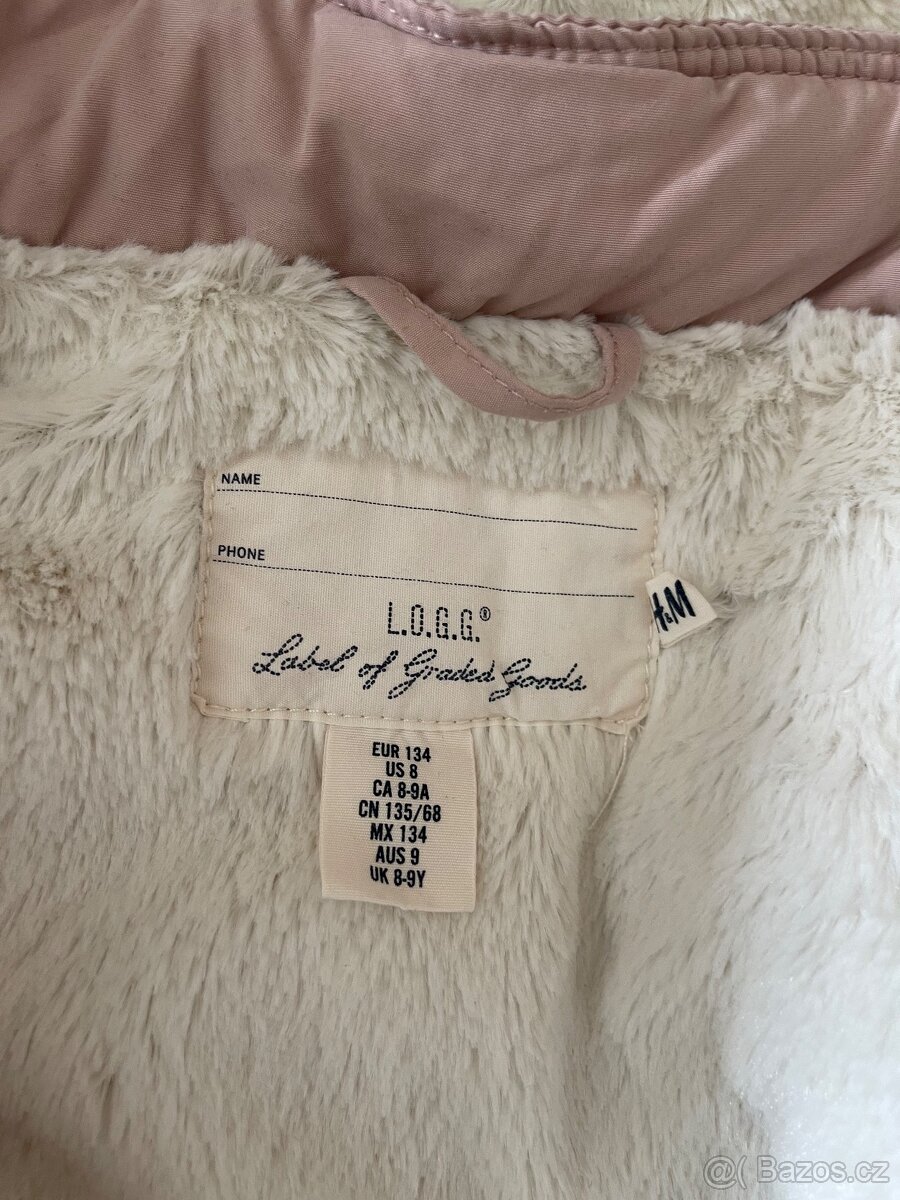 NAME
PHONE
L.O.G.G.®
Label of Graded Goods
H&M
EUR 134
US 8
CA 8-9A
CN 135/68
MX 134
AUS 9
UK 8-9Y
@( Bazos.cz